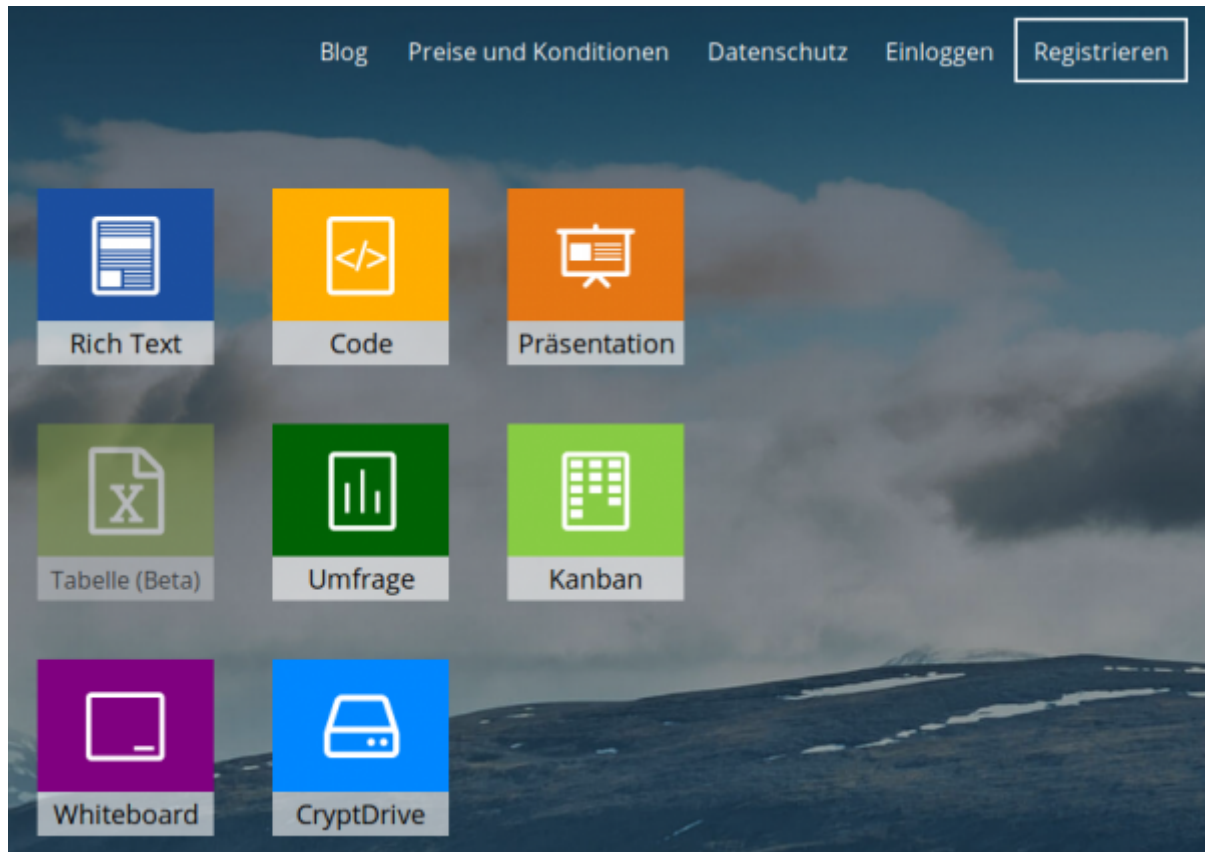 Blog Preise und Konditionen Datenschutz Einloggen Registrieren
</>
Rich Text Code Präsentation
X
Tabelle (Beta) Umfrage Kanban
Whiteboard CryptDrive